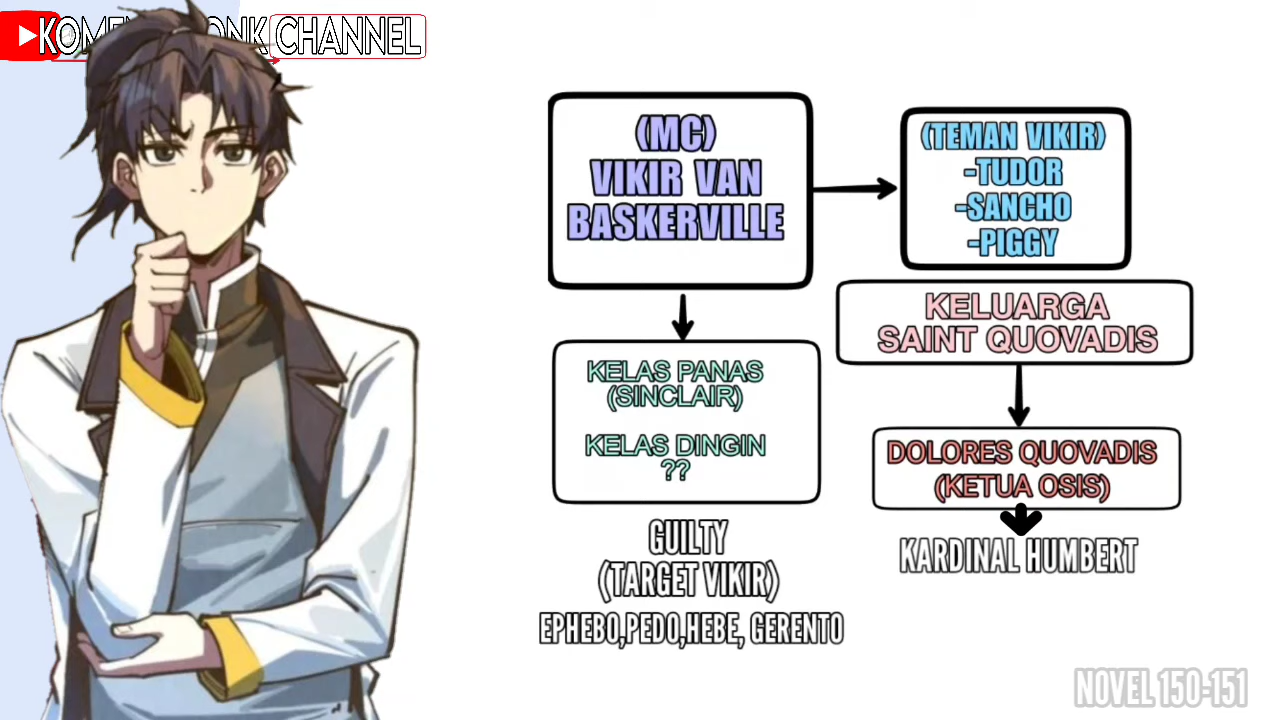 CHANNEL
(MC)
VIKIR VAN
BASKERVILLE
(TEMAN VIKIR)
-TUDOR
-SANCHO
-PIGGY
KELUARGA
SAINT QUOVADIS
KELAS PANAS
(SINCLAIR)
KELAS DINGIN
??
DOLORES QUOVADIS
(KETUA OSIS)
KARDINAL HUMBERT
GUILTY
(TARGET VIKIR)
EPHEBO,PEDO,HEBE, GERENTO
NOVEL 150-151